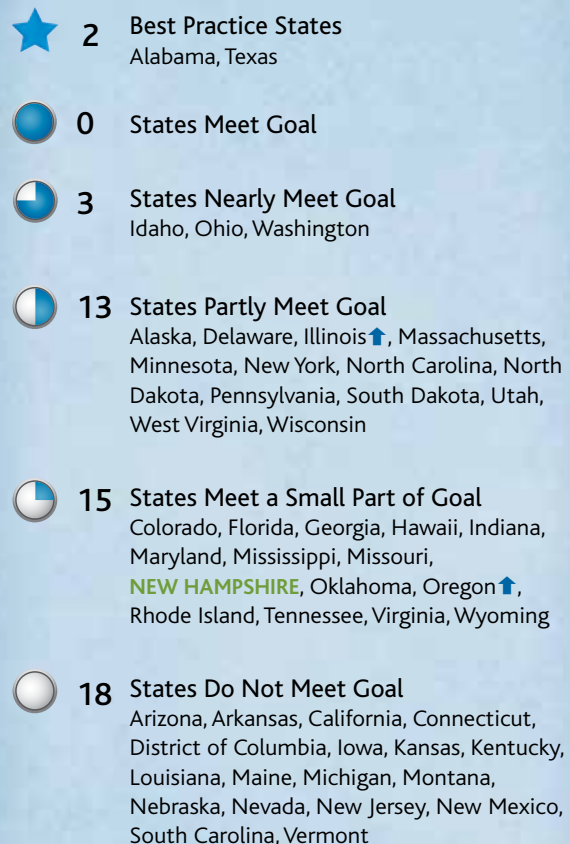 2 Best Practice States
Alabama, Texas
0 States Meet Goal
3 States Nearly Meet Goal
Idaho, Ohio, Washington
13 States Partly Meet Goal
Alaska, Delaware, Illinois⬆, Massachusetts,
Minnesota, New York, North Carolina, North
Dakota, Pennsylvania, South Dakota, Utah,
West Virginia, Wisconsin
15 States Meet a Small Part of Goal
Colorado, Florida, Georgia, Hawaii, Indiana,
Maryland, Mississippi, Missouri,
NEW HAMPSHIRE, Oklahoma, Oregon⬆,
Rhode Island, Tennessee, Virginia, Wyoming
18 States Do Not Meet Goal
Arizona, Arkansas, California, Connecticut,
District of Columbia, Iowa, Kansas, Kentucky,
Louisiana, Maine, Michigan, Montana,
Nebraska, Nevada, New Jersey, New Mexico,
South Carolina, Vermont